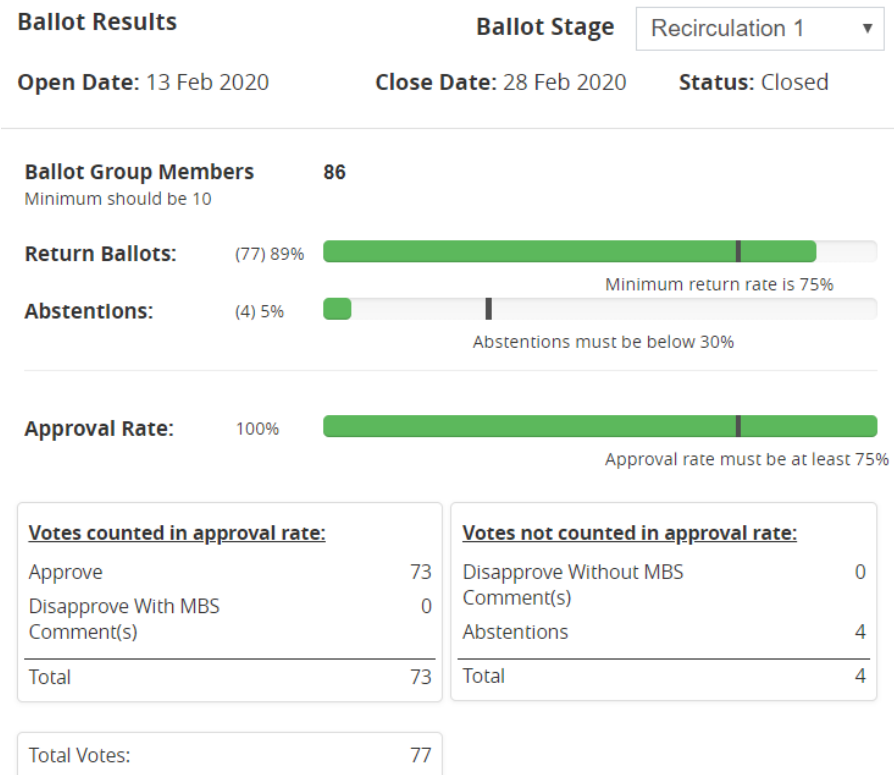 Ballot Results
Ballot Stage Recirculation 1 ▼
Open Date: 13 Feb 2020 Close Date: 28 Feb 2020 Status: Closed
Ballot Group Members 86
Minimum should be 10
Return Ballots: (77) 89%
Minimum return rate is 75%
Abstentions: (4) 5%
Abstentions must be below 30%
Approval Rate: 100%
Approval rate must be at least 75%
Votes counted in approval rate:
Approve 73
Disapprove With MBS
Comment(s) 0
Total 73
Votes not counted in approval rate:
Disapprove Without MBS
Comment(s) 0
Abstentions 4
Total 4
Total Votes: 77